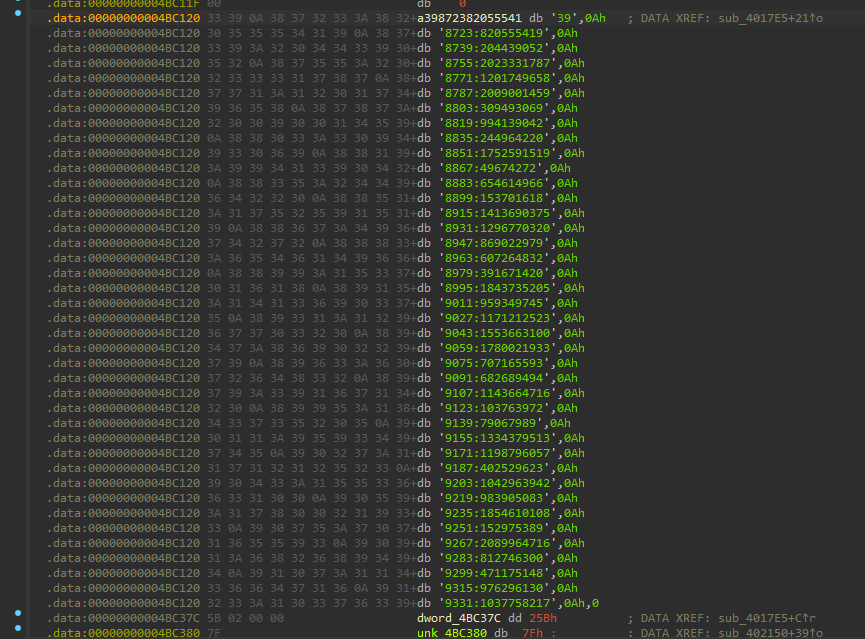 .data:00000000004BC11F 00 db 0
.data:00000000004BC120 33 39 0A 38 37 32 33 3A 38 32+a39872382055541 db '39',0Ah ; DATA XREF: sub_4017E5+21↑o
.data:00000000004BC120 30 35 35 35 34 31 39 0A 38 37+db '8723:820555419',0Ah
.data:00000000004BC120 33 39 3A 32 30 34 34 33 39 30+db '8739:204439052',0Ah
.data:00000000004BC120 35 32 0A 38 37 35 35 3A 32 30+db '8755:2023331787',0Ah
.data:00000000004BC120 32 33 33 33 31 37 38 37 0A 38+db '8771:1201749658',0Ah
.data:00000000004BC120 37 37 31 3A 31 32 30 31 37 34+db '8787:2009001459',0Ah
.data:00000000004BC120 39 36 35 38 0A 38 37 38 37 3A+db '8803:309493069',0Ah
.data:00000000004BC120 32 30 30 39 30 30 31 34 35 39+db '8819:994139042',0Ah
.data:00000000004BC120 0A 38 38 30 33 3A 33 30 39 34+db '8835:244964220',0Ah
.data:00000000004BC120 39 33 30 36 39 0A 38 38 31 39+db '8851:1752591519',0Ah
.data:00000000004BC120 3A 39 39 34 31 33 39 30 34 32+db '8867:49674272',0Ah
.data:00000000004BC120 0A 38 38 33 35 3A 32 34 34 39+db '8883:654614966',0Ah
.data:00000000004BC120 36 34 32 32 30 0A 38 38 35 31+db '8899:153701618',0Ah
.data:00000000004BC120 3A 31 37 35 32 35 39 31 35 31+db '8915:1413690375',0Ah
.data:00000000004BC120 39 0A 38 38 36 37 3A 34 39 36+db '8931:1296770320',0Ah
.data:00000000004BC120 37 34 32 37 32 0A 38 38 38 33+db '8947:869022979',0Ah
.data:00000000004BC120 3A 36 35 34 36 31 34 39 36 36+db '8963:607264832',0Ah
.data:00000000004BC120 0A 38 38 39 39 3A 31 35 33 37+db '8979:391671420',0Ah
.data:00000000004BC120 30 31 36 31 38 0A 38 39 31 35+db '8995:1843735205',0Ah
.data:00000000004BC120 3A 31 34 31 33 36 39 30 33 37+db '9011:959349745',0Ah
.data:00000000004BC120 35 0A 38 39 33 31 3A 31 32 39+db '9027:1171212523',0Ah
.data:00000000004BC120 36 37 37 30 33 32 30 0A 38 39+db '9043:1553663100',0Ah
.data:00000000004BC120 34 37 3A 38 36 39 30 32 32 39+db '9059:1780021933',0Ah
.data:00000000004BC120 37 39 0A 38 39 36 33 3A 36 30+db '9075:707165593',0Ah
.data:00000000004BC120 37 32 36 34 38 33 32 0A 38 39+db '9091:682689494',0Ah
.data:00000000004BC120 37 39 3A 33 39 31 36 37 31 34+db '9107:1143664716',0Ah
.data:00000000004BC120 32 30 0A 38 39 39 35 3A 31 38+db '9123:103763972',0Ah
.data:00000000004BC120 34 33 37 33 35 32 30 35 0A 39+db '9139:79067989',0Ah
.data:00000000004BC120 30 31 31 3A 39 35 39 33 34 39+db '9155:1334379513',0Ah
.data:00000000004BC120 37 34 35 0A 39 30 32 37 3A 31+db '9171:1198796057',0Ah
.data:00000000004BC120 31 37 31 32 31 32 35 32 33 0A+db '9187:402529623',0Ah
.data:00000000004BC120 39 30 34 33 3A 31 35 35 33 36+db '9203:1042963942',0Ah
.data:00000000004BC120 36 33 31 30 30 0A 39 30 35 39+db '9219:983905083',0Ah
.data:00000000004BC120 3A 31 37 38 30 30 32 31 39 33+db '9235:1854610108',0Ah
.data:00000000004BC120 33 0A 39 30 37 35 3A 37 30 37+db '9251:152975389',0Ah
.data:00000000004BC120 31 36 35 35 39 33 0A 39 30 39+db '9267:2089964716',0Ah
.data:00000000004BC120 31 3A 36 38 32 36 38 39 34 39+db '9283:812746300',0Ah
.data:00000000004BC120 34 0A 39 31 30 37 3A 31 31 34+db '9299:471175148',0Ah
.data:00000000004BC120 33 36 36 34 37 31 36 0A 39 31+db '9315:976296130',0Ah
.data:00000000004BC120 32 33 3A 31 30 33 37 36 33 39+db '9331:1037758217',0Ah,0
.data:00000000004BC37C 5B 02 00 00 dword_4BC37C dd 25Bh ; DATA XREF: sub_4017E5+C↑r
.data:00000000004BC380 7F unk_4BC380 db 7Fh ; ; DATA XREF: sub_402150+39↑o